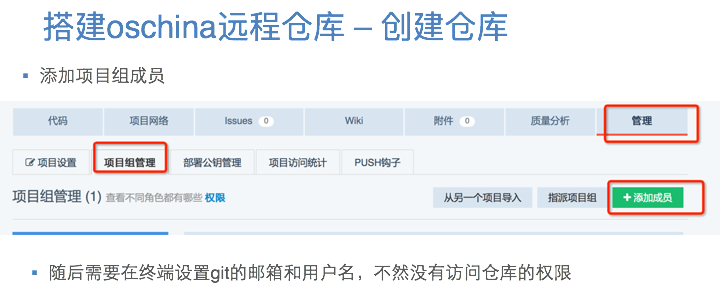 搭建oschina远程仓库 – 创建仓库
▪ 添加项目组成员
代码 项目网络 Issues 0 Wiki 附件 0 质量分析 管理
项目设置 项目组管理 部署公钥管理 项目访问统计 PUSH钩子
项目组管理 (1) 查看不同角色都有哪些 权限 从另一个项目导入 指派项目组 +添加成员
▪ 随后需要在终端设置git的邮箱和用户名，不然没有访问仓库的权限